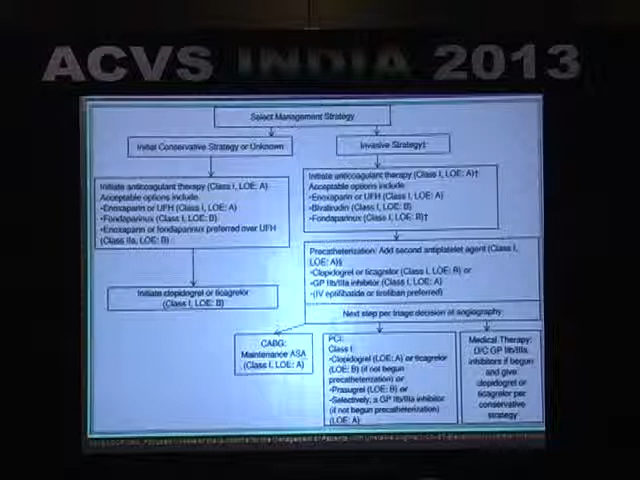 ACVS INDIA 2013
Select Management Strategy
Initial Conservative Strategy or Unknown
Invasive Strategy‡
Initiate anticoagulant therapy (Class I, LOE: A)
Acceptable options include
•Enoxaparin or UFH (Class I, LOE: A)
•Fondaparinux (Class I, LOE: B)
•Enoxaparin or fondaparinux preferred over UFH
(Class IIa, LOE: B)
Initiate anticoagulant therapy (Class I, LOE: A)†
Acceptable options include
•Enoxaparin or UFH (Class I, LOE: A)
•Bivalirudin (Class I, LOE: B)
•Fondaparinux (Class I, LOE: B)†
Initiate clopidogrel or ticagrelor
(Class I, LOE: B)
Precatheterization: Add second antiplatelet agent (Class I,
LOE: A)§
•Clopidogrel or ticagrelor (Class I, LOE: B) or
•GP IIb/IIIa inhibitor (Class I, LOE: A)
•(IV eptifibatide or tirofiban preferred)
Next step per triage decision at angiography
CABG:
Maintenance ASA
(Class I, LOE: A)
PCI:
Class I:
•Clopidogrel (LOE: A) or ticagrelor
(LOE: B) (if not begun
precatheterization) or
•Prasugrel (LOE: B) or
•Selectively, a GP IIb/IIIa inhibitor
(if not begun precatheterization)
(LOE: A)
Medical Therapy:
D/C GP IIb/IIIa
inhibitors if begun
and give
clopidogrel or
ticagrelor per
conservative
strategy